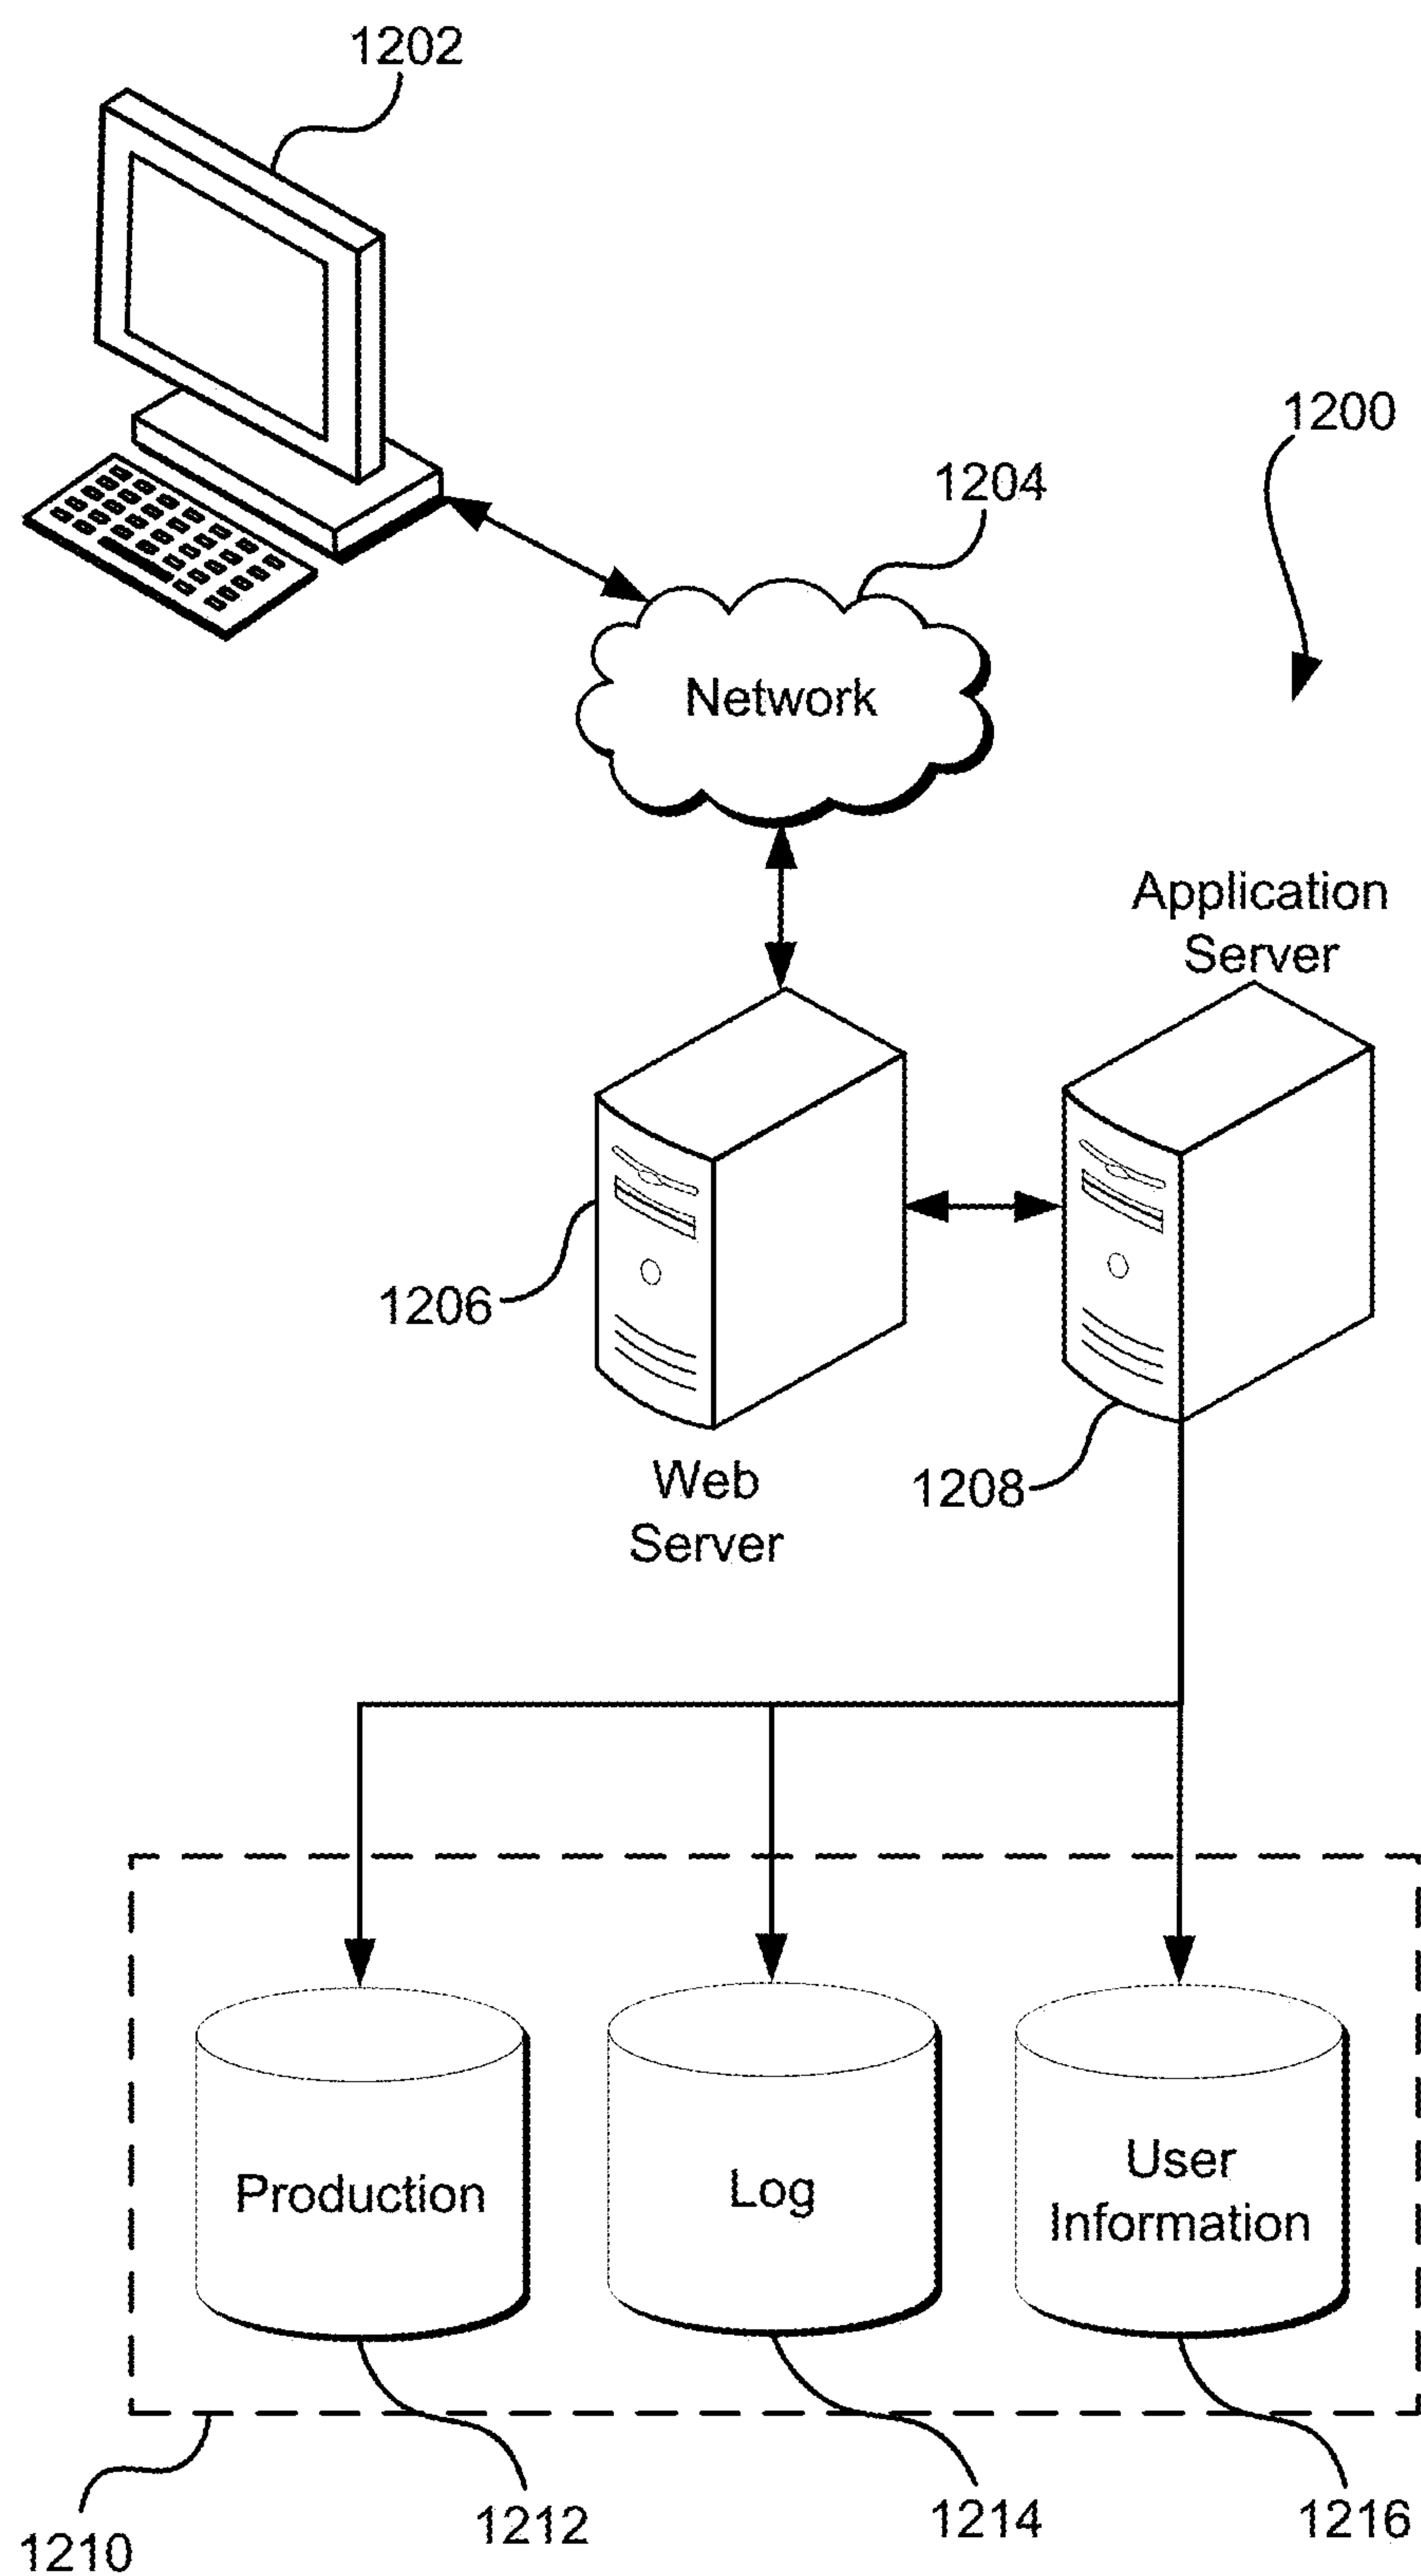 1202
1200
1204
Network
Application
Server
1206
Web
Server
1208
Production
Log
User
Information
1210
1212
1214
1216